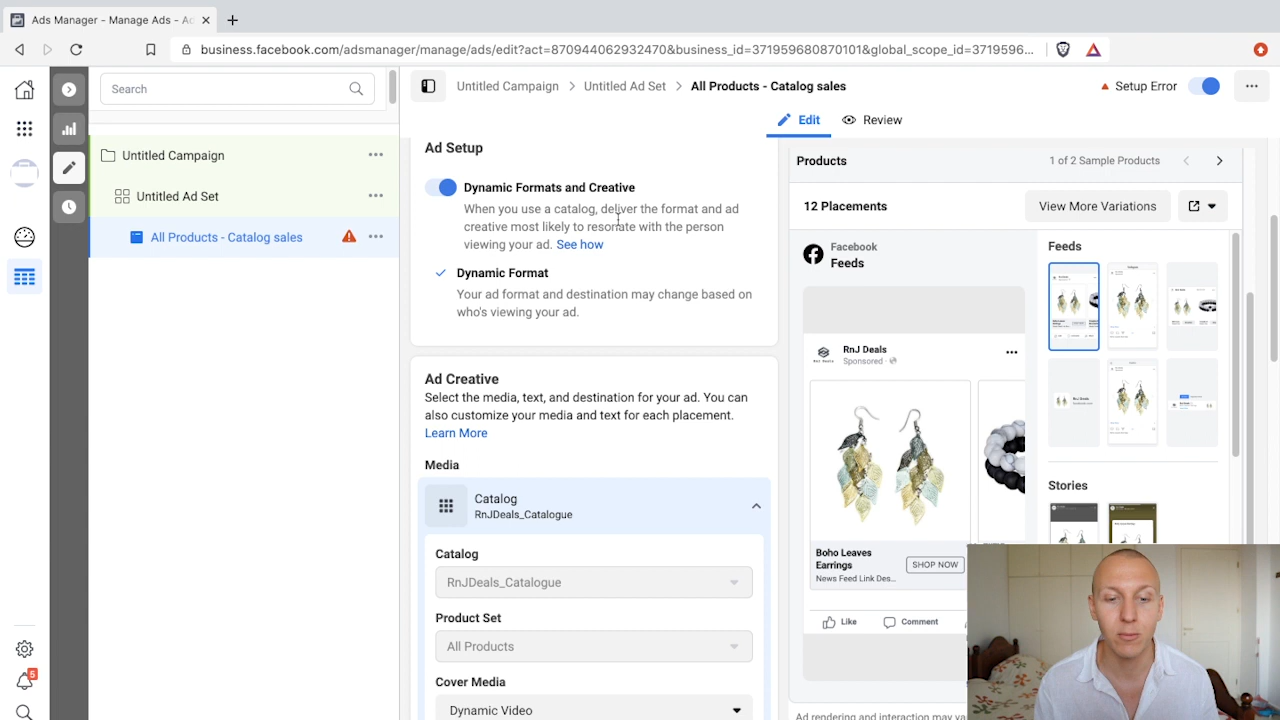 Ads Manager - Manage Ads - Ad
business.facebook.com/adsmanager/manage/ads/edit?act=870944062932470&business_id=371959680870101&global_scope_id=3719596...
Search
Untitled Campaign
Untitled Ad Set
All Products - Catalog sales
5
Untitled Campaign > Untitled Ad Set > All Products - Catalog sales
Setup Error
Edit
Review
Ad Setup
Dynamic Formats and Creative
When you use a catalog, deliver the format and ad
creative most likely to resonate with the person
viewing your ad. See how
Dynamic Format
Your ad format and destination may change based on
who's viewing your ad.
Ad Creative
Select the media, text, and destination for your ad. You can
also customize your media and text for each placement.
Learn More
Media
Catalog
RnJDeals_Catalogue
Catalog
RnJDeals_Catalogue
Product Set
All Products
Cover Media
Dynamic Video
Products
1 of 2 Sample Products
12 Placements
View More Variations
Facebook
Feeds
RnJ Deals
Sponsored
Boho Leaves
Earrings
News Feed Link Des...
SHOP NOW
Like
Comment
Feeds
Stories
Ad rendering and interaction may va